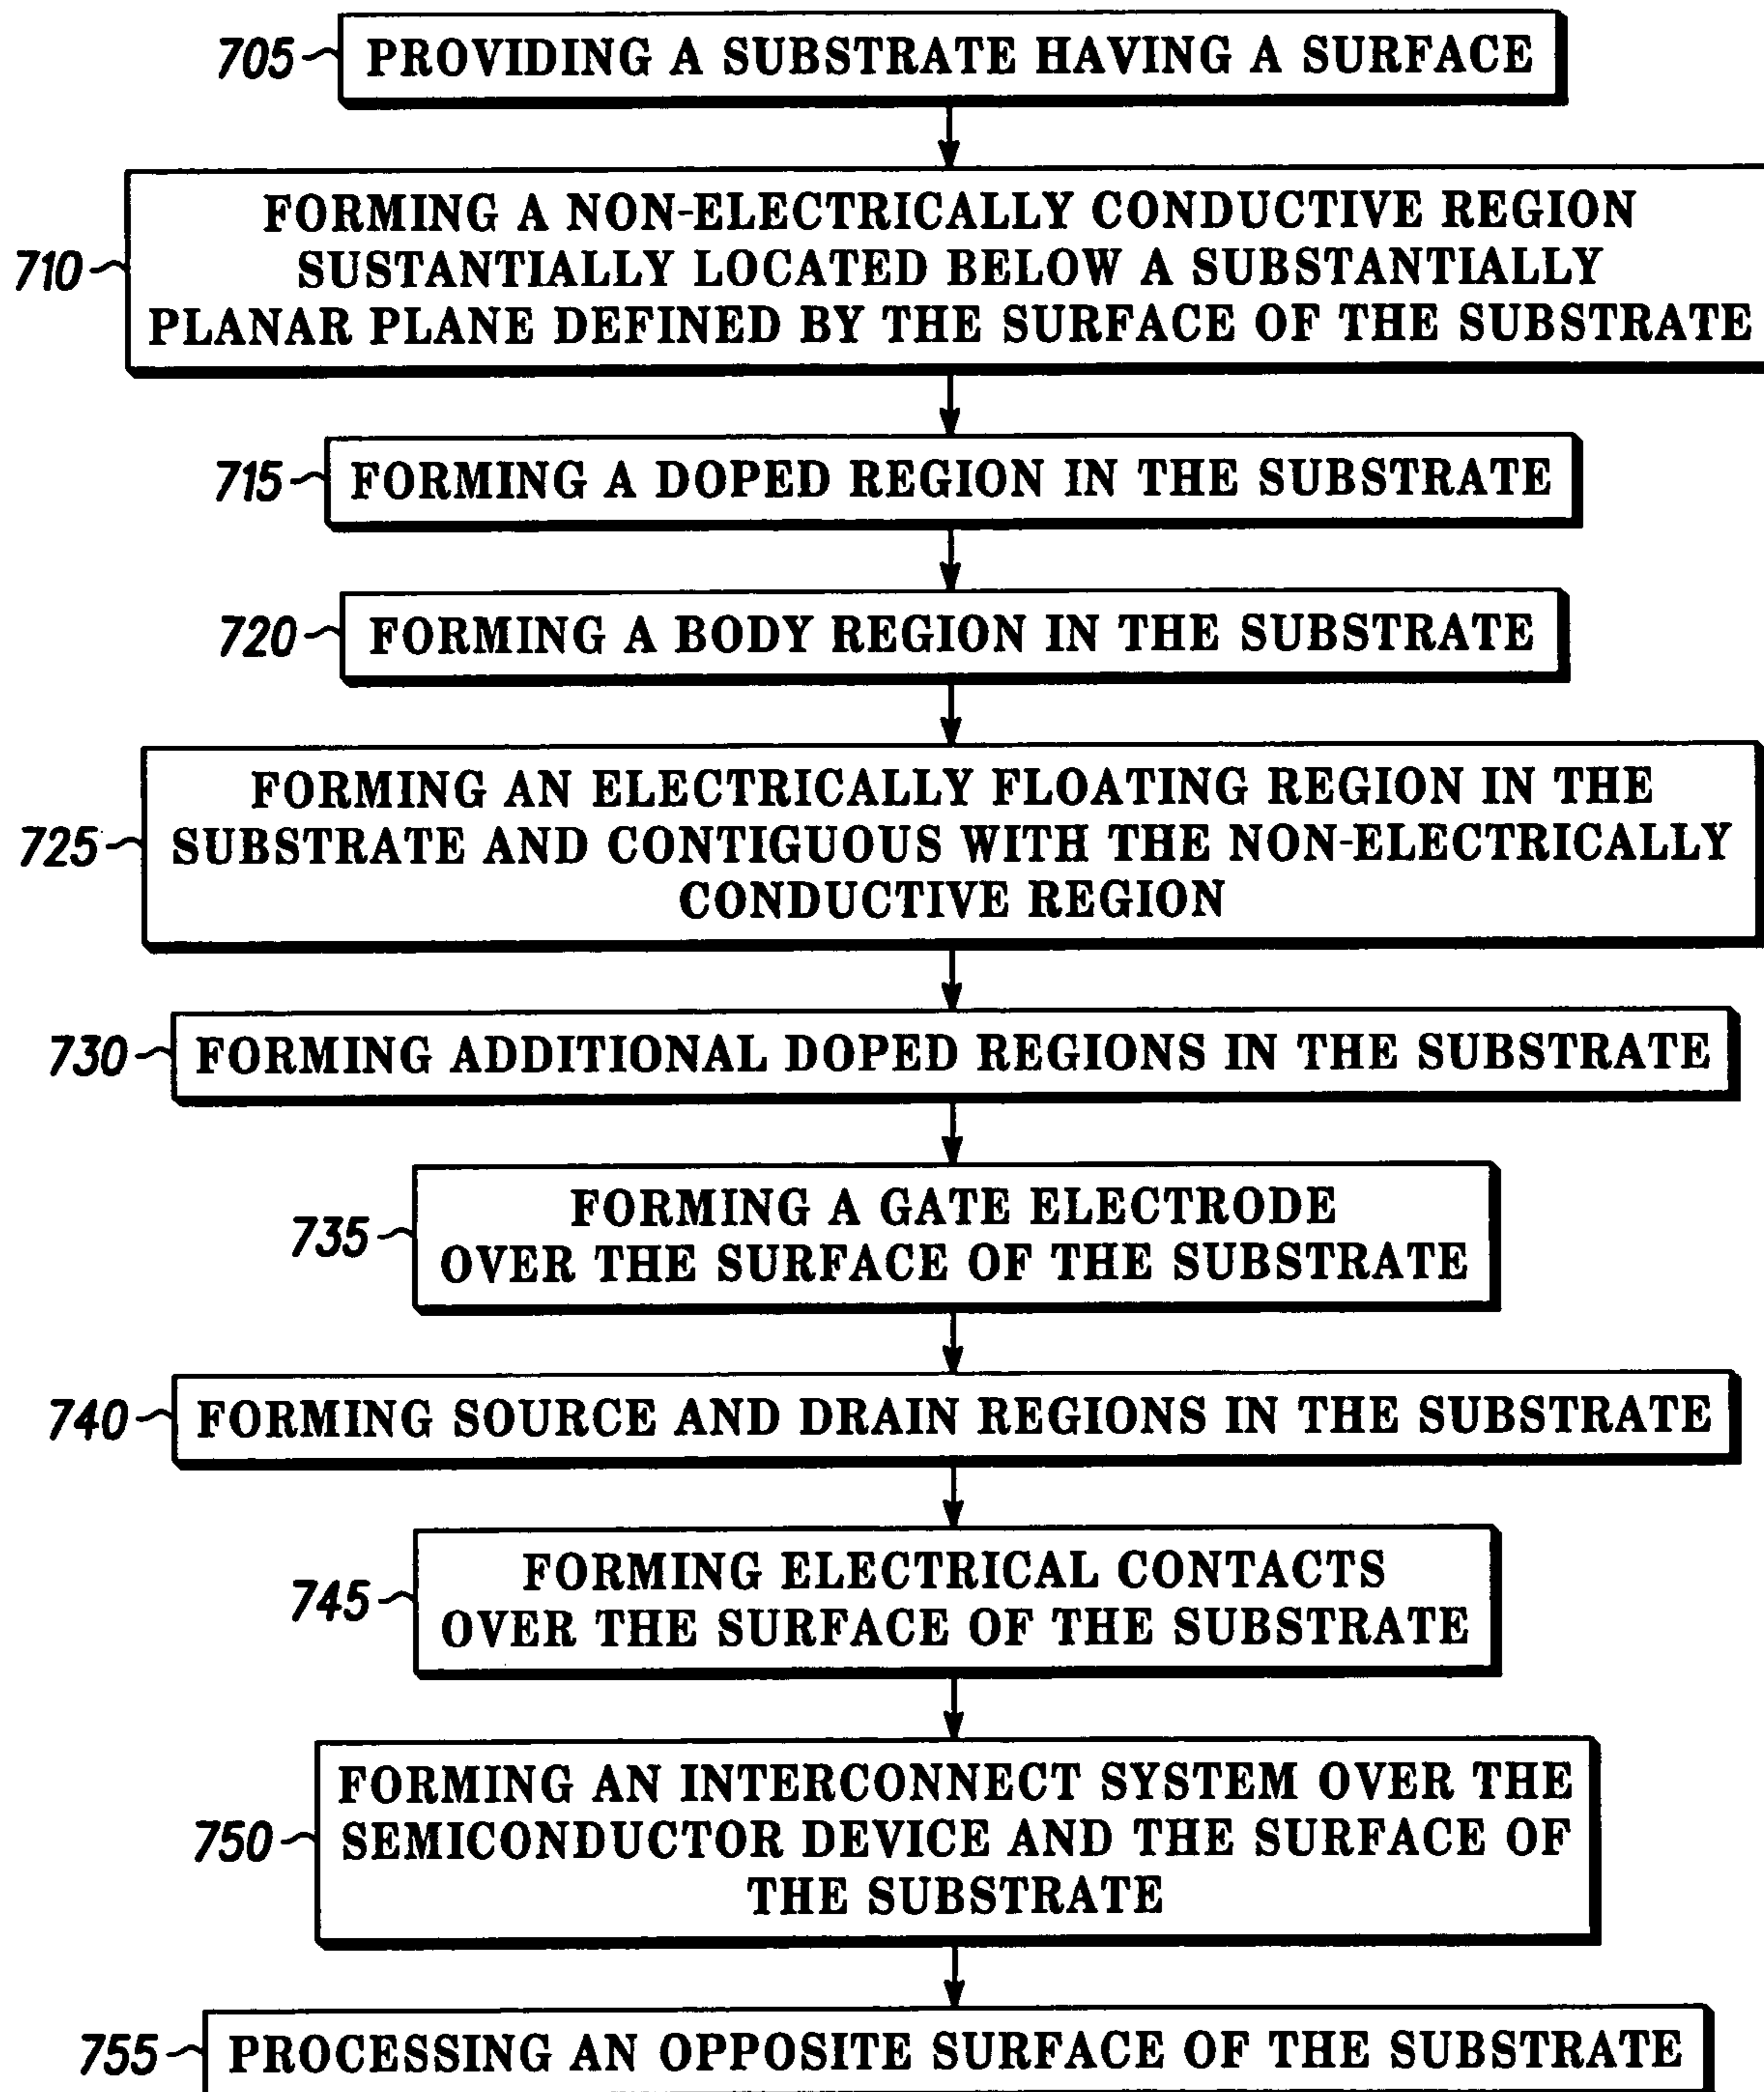 705 PROVIDING A SUBSTRATE HAVING A SURFACE
FORMING A NON-ELECTRICALLY CONDUCTIVE REGION
710 SUSTANTIALLY LOCATED BELOW A SUBSTANTIALLY
PLANAR PLANE DEFINED BY THE SURFACE OF THE SUBSTRATE
715 FORMING A DOPED REGION IN THE SUBSTRATE
720 FORMING A BODY REGION IN THE SUBSTRATE
FORMING AN ELECTRICALLY FLOATING REGION IN THE
725 SUBSTRATE AND CONTIGUOUS WITH THE NON-ELECTRICALLY
CONDUCTIVE REGION
730 FORMING ADDITIONAL DOPED REGIONS IN THE SUBSTRATE
735 FORMING A GATE ELECTRODE
OVER THE SURFACE OF THE SUBSTRATE
740 FORMING SOURCE AND DRAIN REGIONS IN THE SUBSTRATE
745 FORMING ELECTRICAL CONTACTS
OVER THE SURFACE OF THE SUBSTRATE
FORMING AN INTERCONNECT SYSTEM OVER THE
750 SEMICONDUCTOR DEVICE AND THE SURFACE OF
THE SUBSTRATE
755 PROCESSING AN OPPOSITE SURFACE OF THE SUBSTRATE